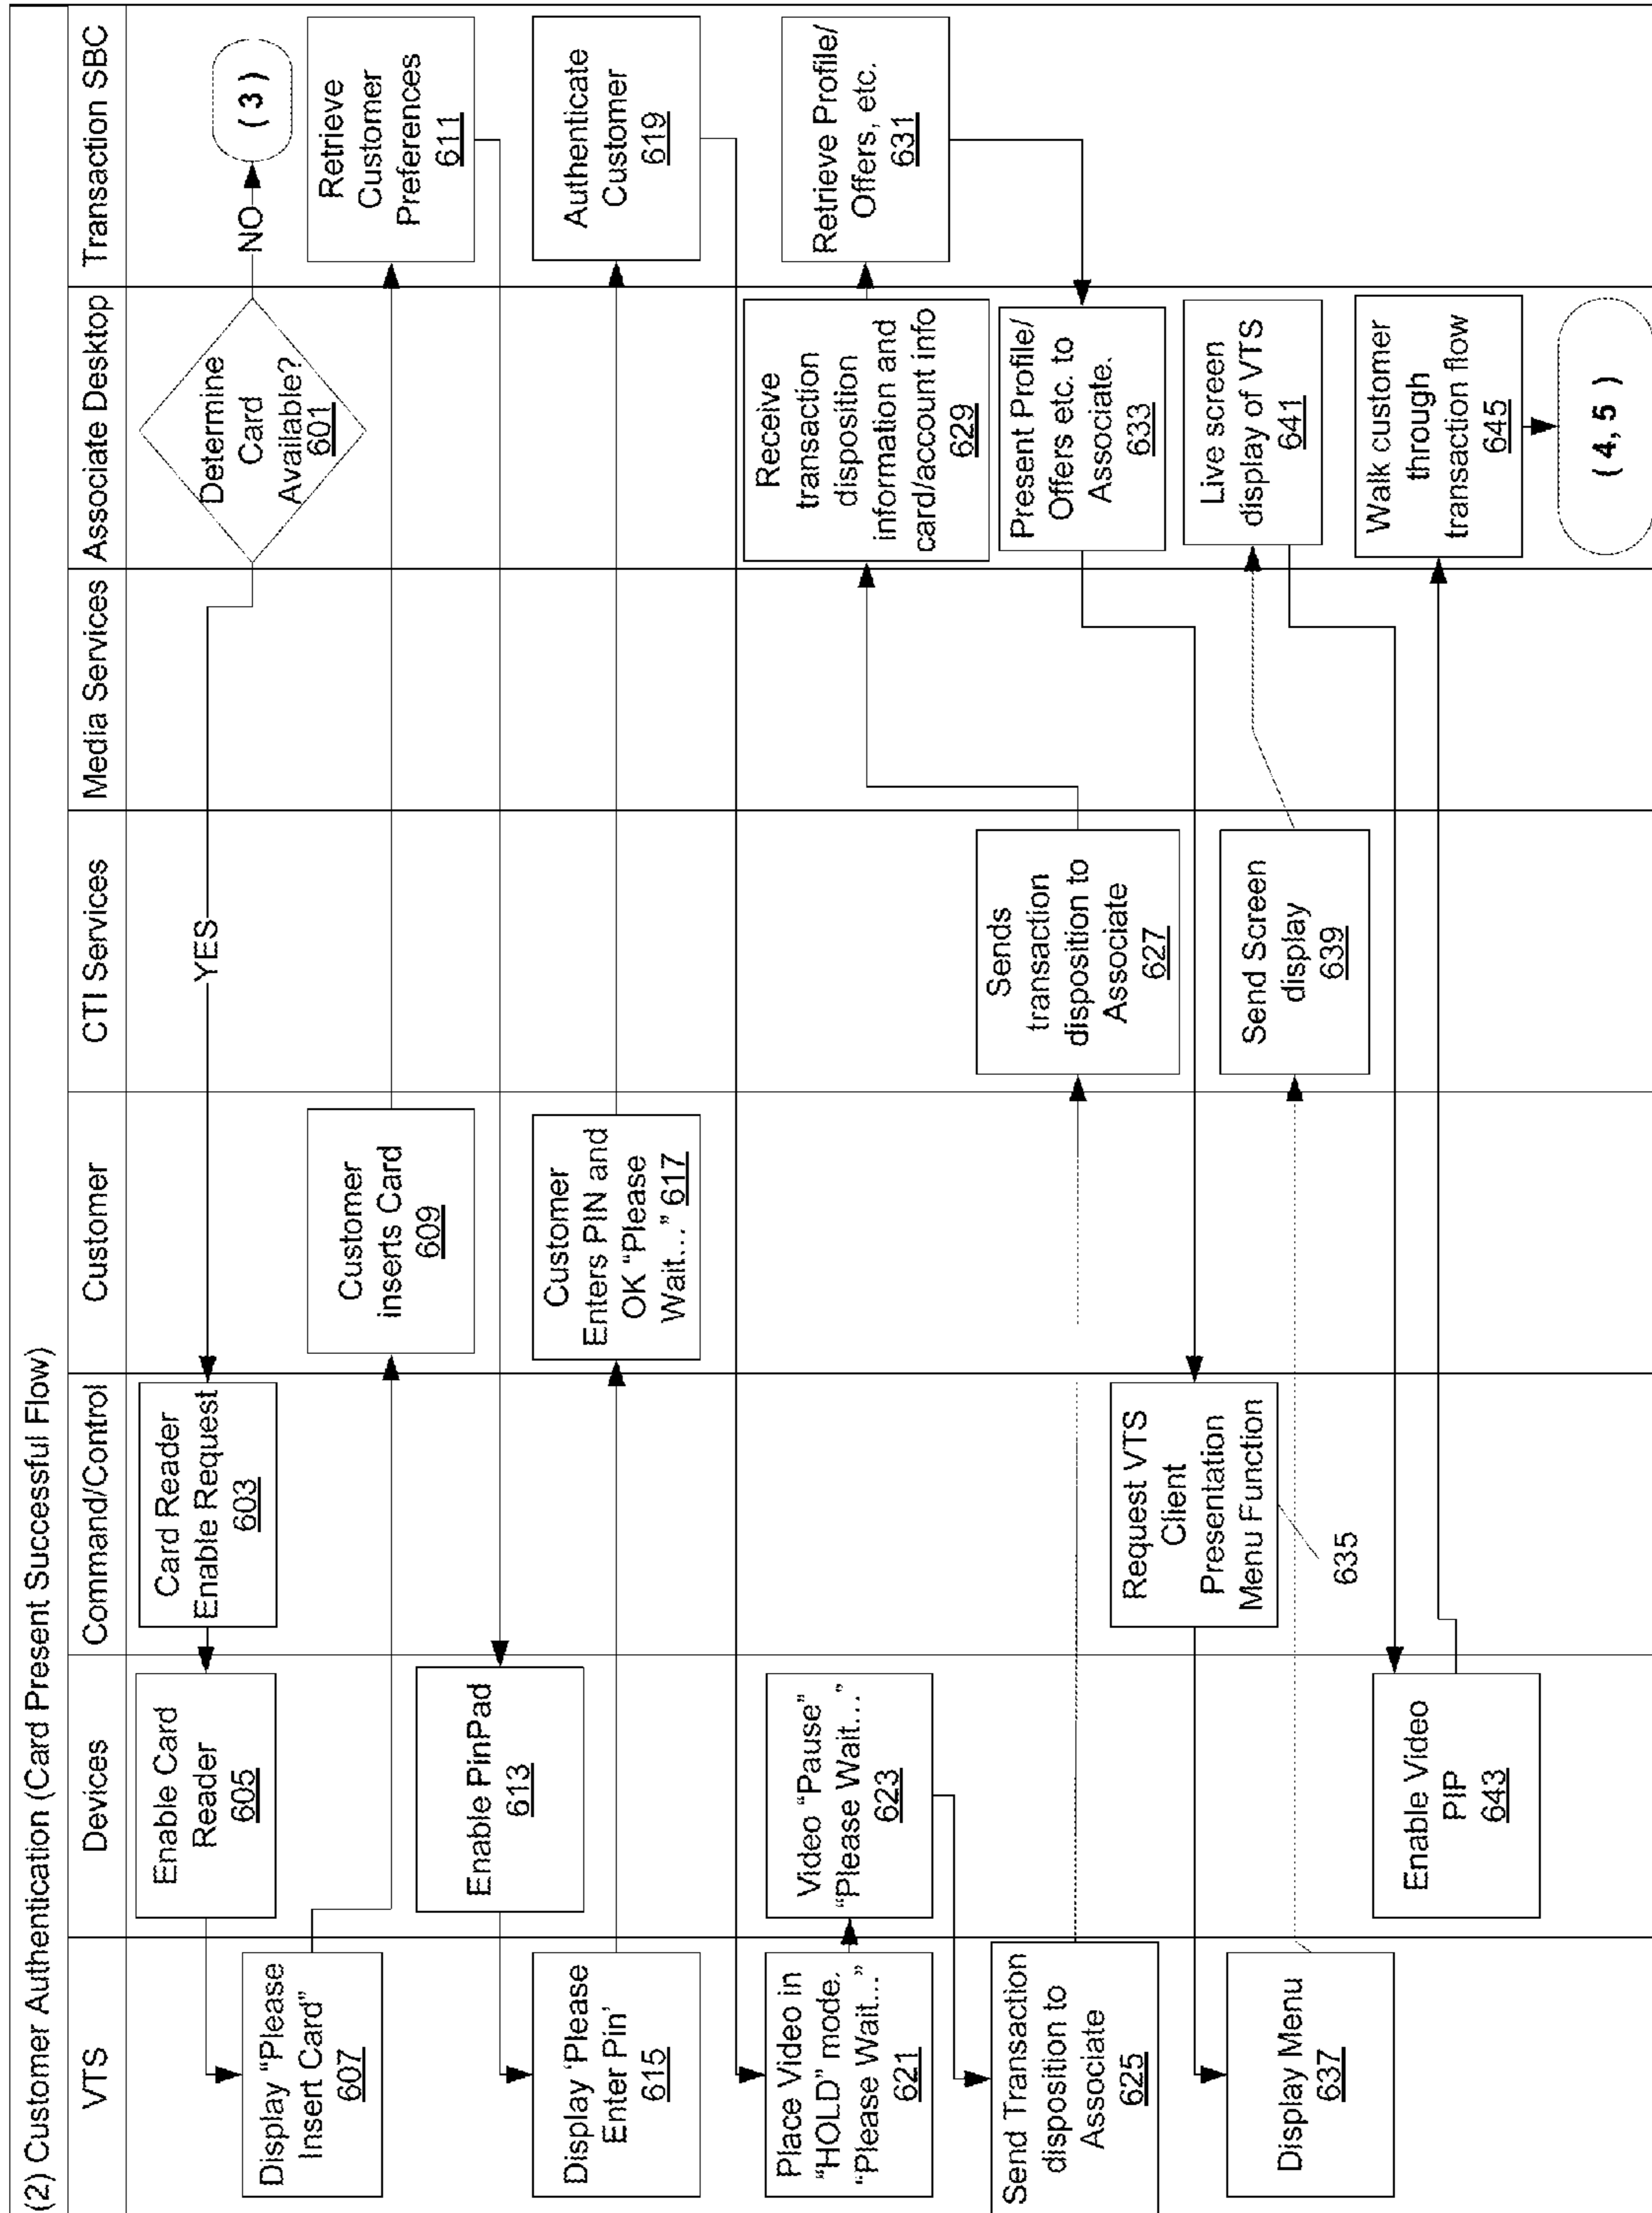 (2) Customer Authentication (Card Present Successful Flow)
VTS
Devices
Command/Control
Customer
CTI Services
Media Services
Associate Desktop
Transaction SBC
Determine
Card
Available?
601
NO
( 3 )
YES
Card Reader
Enable Request
603
Enable Card
Reader
605
Display “Please
Insert Card”
607
Customer
inserts Card
609
Retrieve
Customer
Preferences
611
Enable PinPad
613
Display ‘Please
Enter Pin’
615
Customer
Enters PIN and
OK “Please
Wait...” 617
Authenticate
Customer
619
Place Video in
“HOLD” mode.
“Please Wait...”
621
Video “Pause”
“Please Wait...”
623
Send Transaction
disposition to
Associate
625
Sends
transaction
disposition to
Associate
627
Receive
transaction
disposition
information and
card/account info
629
Retrieve Profile/
Offers, etc.
631
Present Profile/
Offers etc. to
Associate.
633
Request VTS
Client
Presentation
Menu Function
635
Display Menu
637
Send Screen
display
639
Live screen
display of VTS
641
Enable Video
PIP
643
Walk customer
through
transaction flow
645
( 4, 5 )